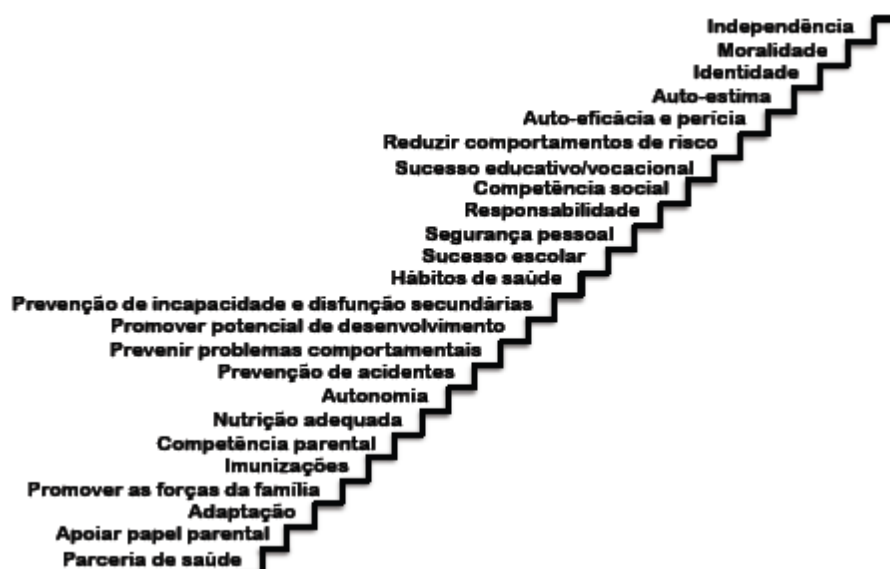 Independência
Moralidade
Identidade
Auto-estima
Auto-eficácia e perícia
Reduzir comportamentos de risco
Sucesso educativo/vocacional
Competência social
Responsabilidade
Segurança pessoal
Sucesso escolar
Hábitos de saúde
Prevenção de incapacidade e disfunção secundárias
Promover potencial de desenvolvimento
Prevenir problemas comportamentais
Prevenção de acidentes
Autonomia
Nutrição adequada
Competência parental
Imunizações
Promover as forças da família
Adaptação
Apoiar papel parental
Parceria de saúde